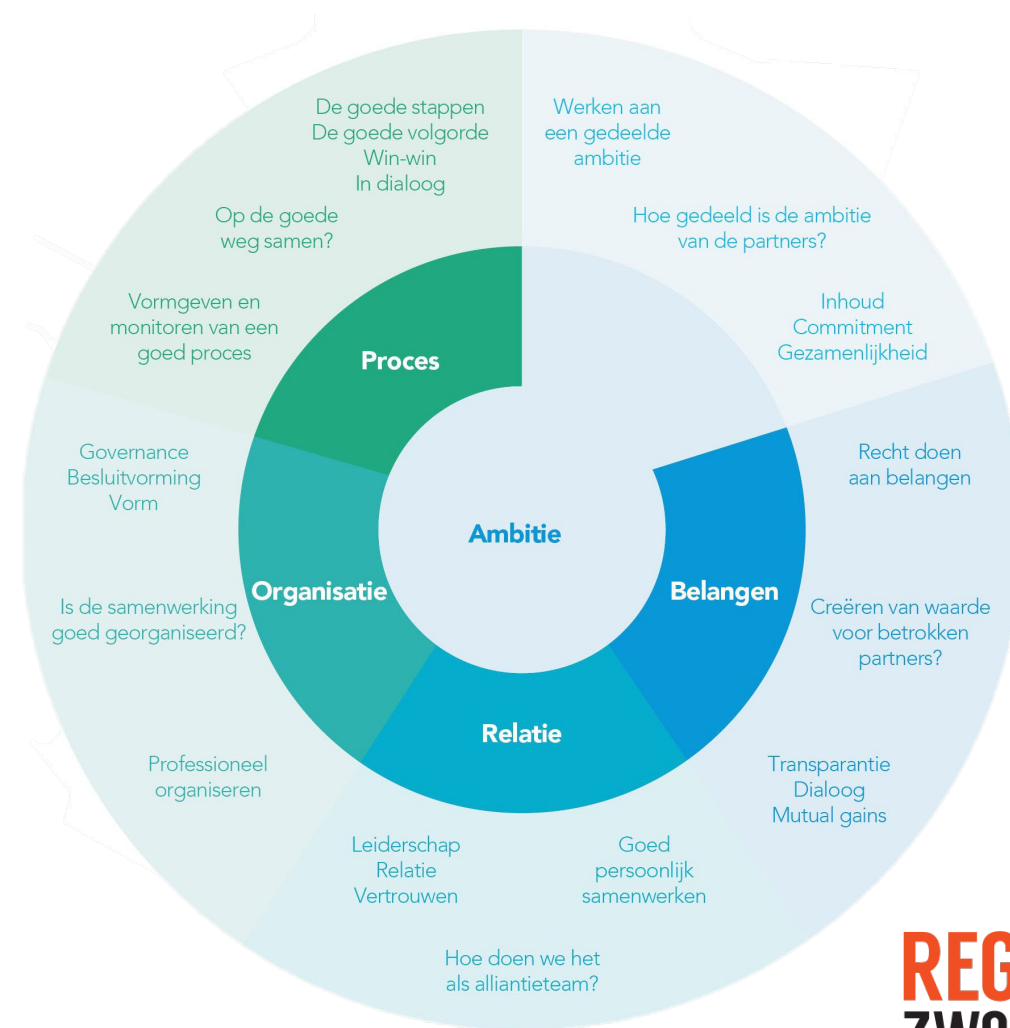 De goede stappen
De goede volgorde
Win-win
In dialoog
Op de goede
weg samen?
Vormgeven en
monitoren van een
goed proces
Proces
Werken aan
een gedeelde
ambitie
Hoe gedeeld is de ambitie
van de partners?
Inhoud
Commitment
Gezamenlijkheid
Ambitie
Recht doen
aan belangen
Creëren van waarde
voor betrokken
partners?
Transparantie
Dialoog
Mutual gains
Belangen
Relatie
Goed
persoonlijk
samenwerken
Hoe doen we het
als alliantieteam?
Leiderschap
Relatie
Vertrouwen
Organisatie
Governance
Besluitvorming
Vorm
Is de samenwerking
goed georganiseerd?
Professioneel
organiseren
REG